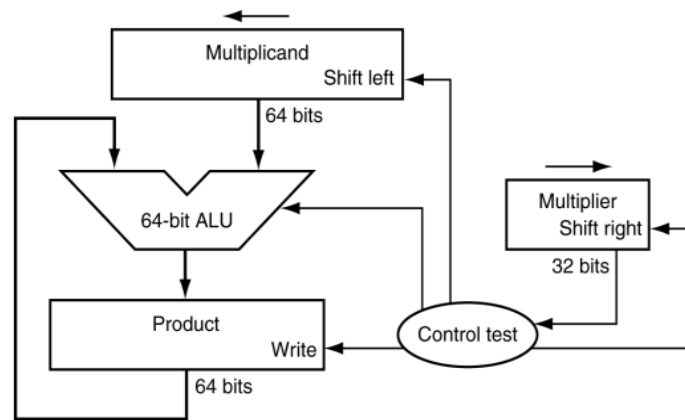 Multiplicand
Shift left
64 bits
64-bit ALU
Multiplier
Shift right
32 bits
Product
Write
Control test
64 bits